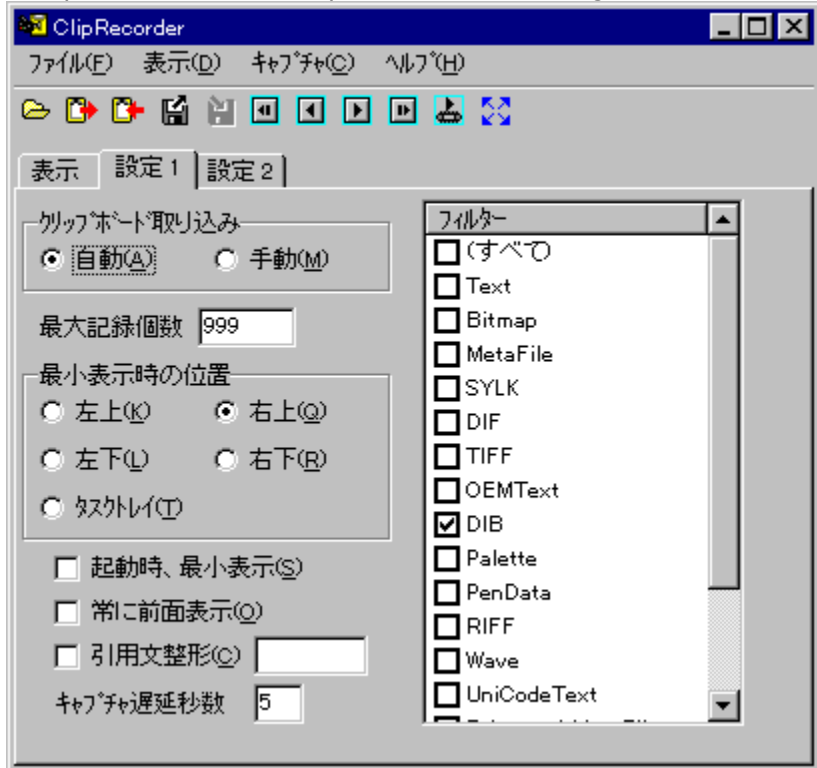 ClipRecorder
ﾌｧｲﾙ(F) 表示(D) ｷｬﾌﾟﾁｬ(C) ﾍﾙﾌﾟ(H)
表示 設定1 設定2
ｸﾘｯﾌﾟﾎﾞｰﾄﾞ取り込み
自動(A) 手動(M)
最大記録個数 999
最小表示時の位置
左上(K) 右上(Q)
左下(L) 右下(R)
ﾀｽｸﾄﾚｲ(T)
起動時、最小表示(S)
常に前面表示(O)
引用文整形(C)
ｷｬﾌﾟﾁｬ遅延秒数 5
ﾌｨﾙﾀｰ
(すべて)
Text
Bitmap
MetaFile
SYLK
DIF
TIFF
OEMText
DIB
Palette
PenData
RIFF
Wave
UniCodeText